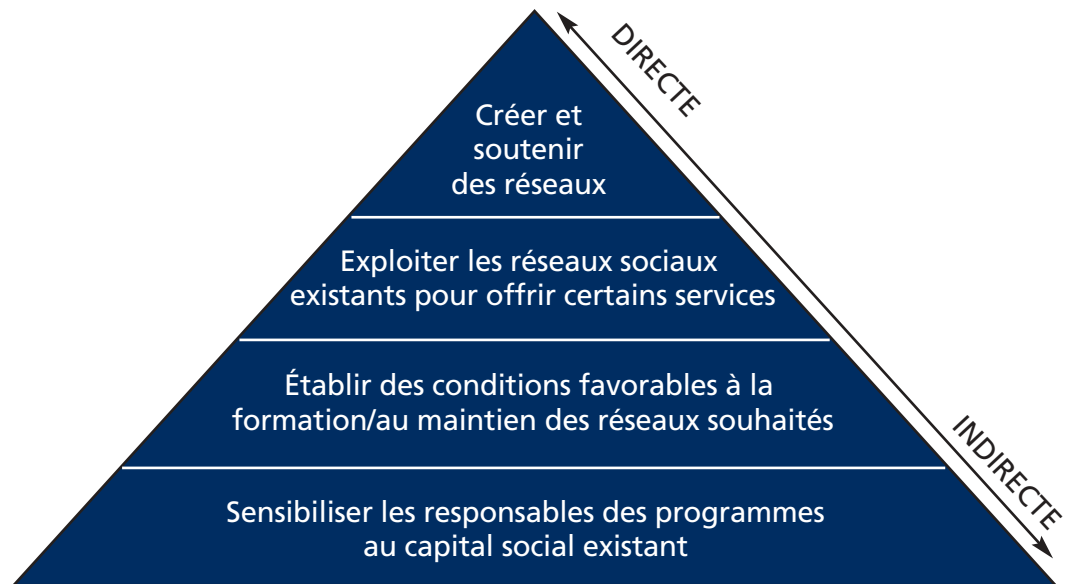 DIRECTE
Créer et
soutenir
des réseaux
Exploiter les réseaux sociaux
existants pour offrir certains services
Établir des conditions favorables à la
formation/au maintien des réseaux souhaités
INDIRECTE
Sensibiliser les responsables des programmes
au capital social existant